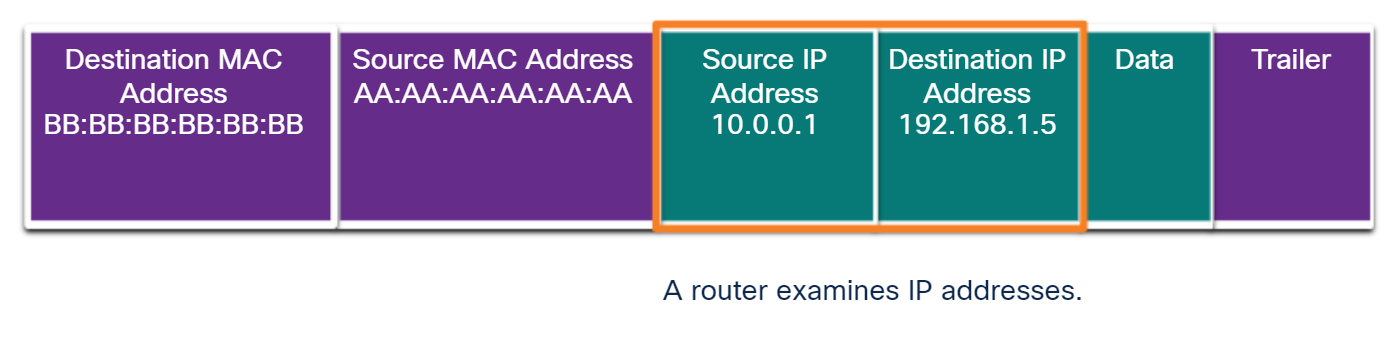 Destination MAC
Address
BB:BB:BB:BB:BB:BB
Source MAC Address
AA:AA:AA:AA:AA:AA
Source IP
Address
10.0.0.1
Destination IP
Address
192.168.1.5
Data
Trailer
A router examines IP addresses.